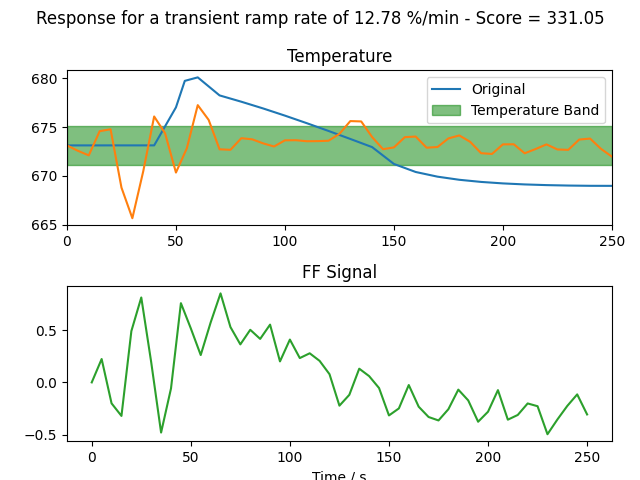 Response for a transient ramp rate of 12.78 %/min - Score = 331.05
Temperature
680
675
670
665
Original
Temperature Band
0 50 100 150 200 250
FF Signal
0.5
0.0
−0.5
0 50 100 150 200 250
Time / s